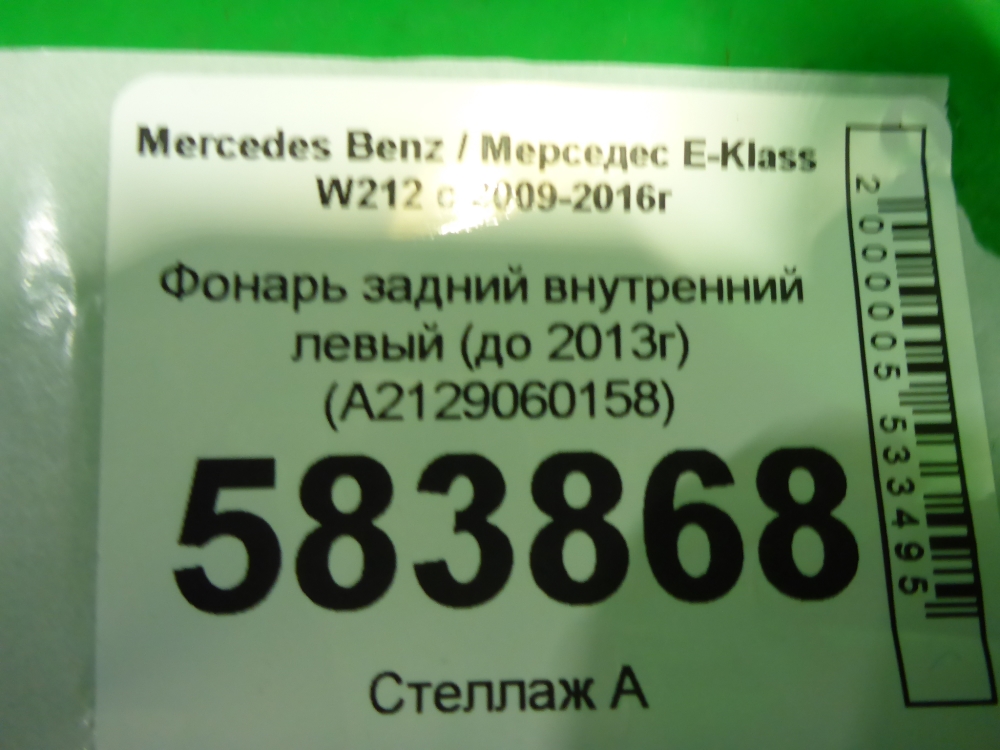 Mercedes Benz / Мерседес E-Klass
W212 с 2009-2016г
Фонарь задний внутренний
левый (до 2013г)
(A2129060158)
583868
Стеллаж А
2000005533495